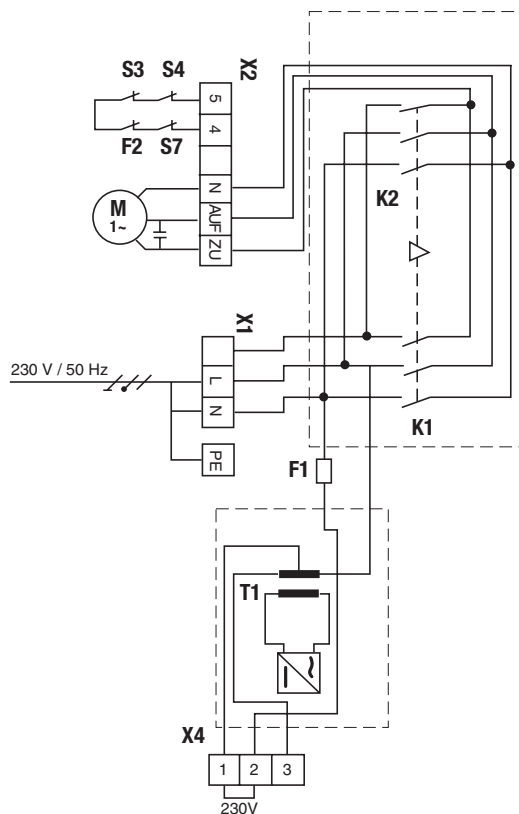 S3 S4
X2
5
4
F2 S7
N
AUF
ZU
M
1~
K2
X1
230 V / 50 Hz
L
N
PE
K1
F1
T1
X4
1 2 3
230V